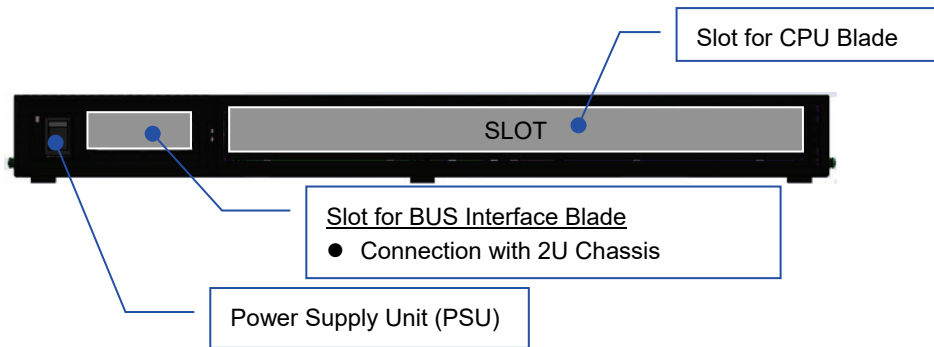 Slot for CPU Blade
SLOT
Slot for BUS Interface Blade
● Connection with 2U Chassis
Power Supply Unit (PSU)